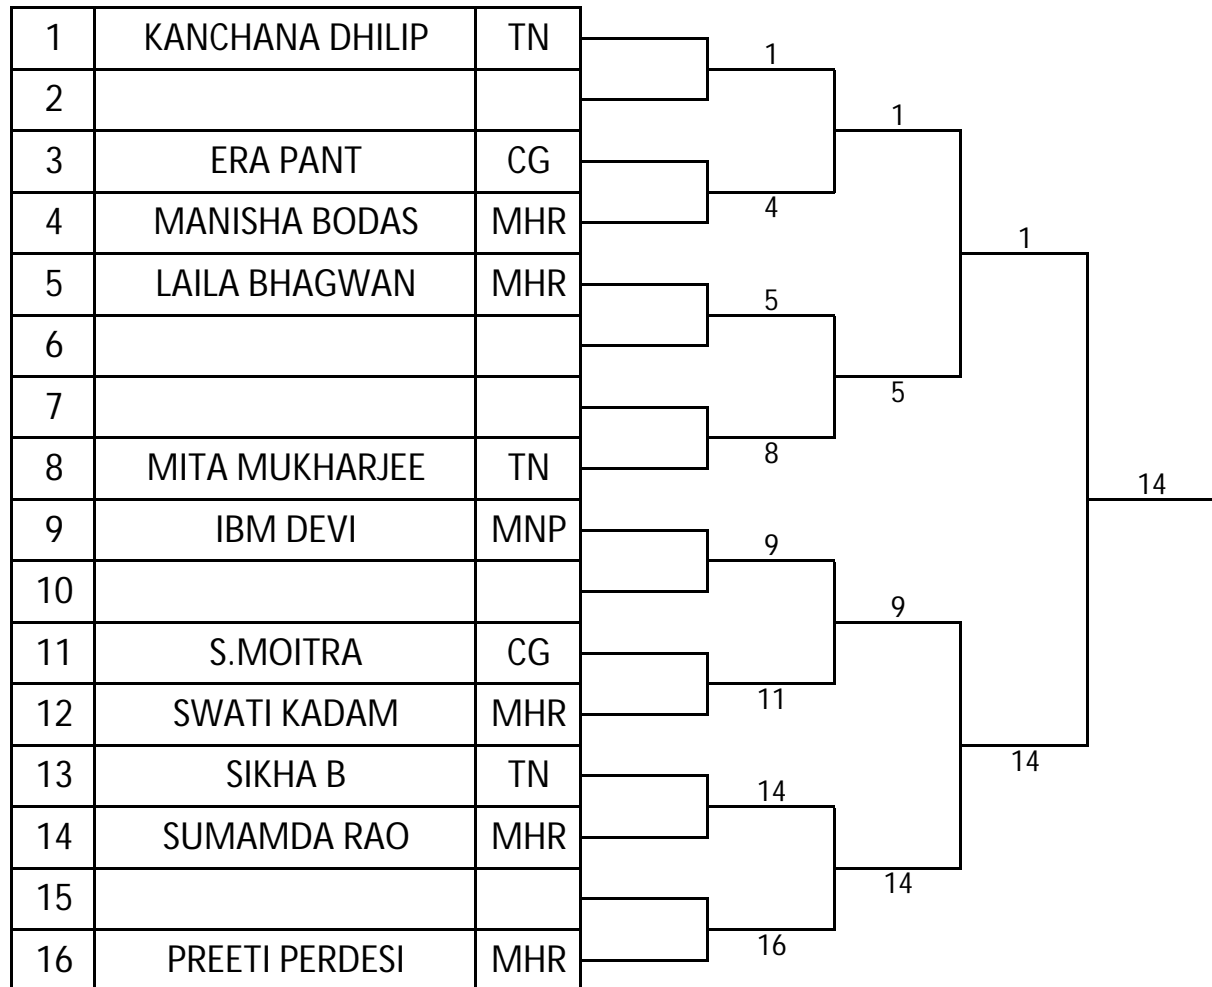 1 KANCHANA DHILIP TN
1
2
1
3 ERA PANT CG
4
4 MANISHA BODAS MHR
1
5 LAILA BHAGWAN MHR
5
6
5
7
8
8 MITA MUKHARJEE TN
14
9 IBM DEVI MNP
9
10
9
11 S.MOITRA CG
11
12 SWATI KADAM MHR
14
13 SIKHA B TN
14
14 SUMAMDA RAO MHR
14
15
16
16 PREETI PERDESI MHR